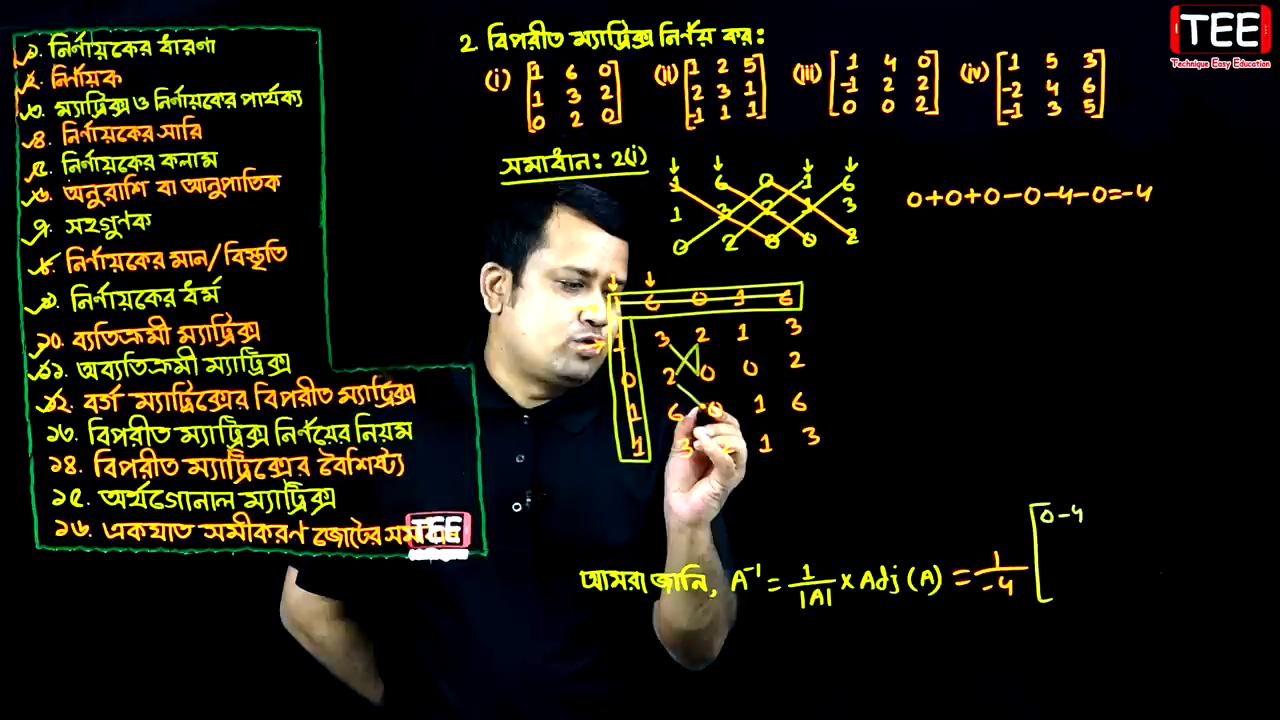 ১. নির্ণায়কের ধারণা
২. নির্ণায়ক
৩. ম্যাট্রিক্স ও নির্ণায়কের পার্থক্য
৪. নির্ণায়কের সারি
৫. নির্ণায়কের কলাম
৬. অনুরাশি বা আনুপাতিক
৭. সহগুণক
৮. নির্ণায়কের মান/বিস্তৃতি
৯. নির্ণায়কের ধর্ম
১০. ব্যতিক্রমী ম্যাট্রিক্স
১১. অব্যতিক্রমী ম্যাট্রিক্স
১২. বর্গ ম্যাট্রিক্সের বিপরীত ম্যাট্রিক্স
১৩. বিপরীত ম্যাট্রিক্স নির্ণয়ের নিয়ম
১৪. বিপরীত ম্যাট্রিক্সের বৈশিষ্ট্য
১৫. অর্থগোনাল ম্যাট্রিক্স
১৬. একঘাত সমীকরণ জোটের
TEE
2. বিপরীত ম্যাট্রিক্স নির্ণয় কর:
(i) [1 6 0
1 3 2
0 2 0]
(ii) [1 2 5
2 3 1
-1 1 1]
(iii) [1 4 0
-1 2 2
0 0 2]
(iv) [1 5 3
-2 4 6
-1 3 5]
TEE
Technique Easy Education
সমাধান: 2(i)
↓ ↓ ↓ ↓
1 6 0 1 6
1 3 2 1 3
0 2 0 0 2
0+0+0-0-4-0=-4
↓ ↓
1 6 0 1 6
1 3 2 1 3
0 2 0 0 2
1 6 0 1 6
1 3 1 3
আমরা জানি, A⁻¹ = 1/|A| × Adj (A) = 1/-4 [0-4